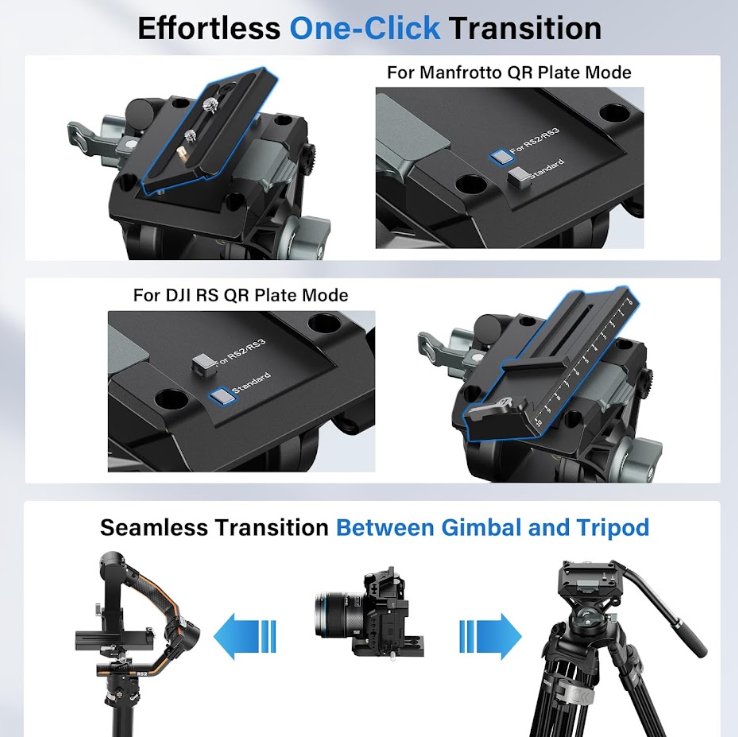 Effortless One-Click Transition
For Manfrotto QR Plate Mode
For RS2/RS3
Standard
For DJI RS QR Plate Mode
For RS2/RS3
Standard
Seamless Transition Between Gimbal and Tripod